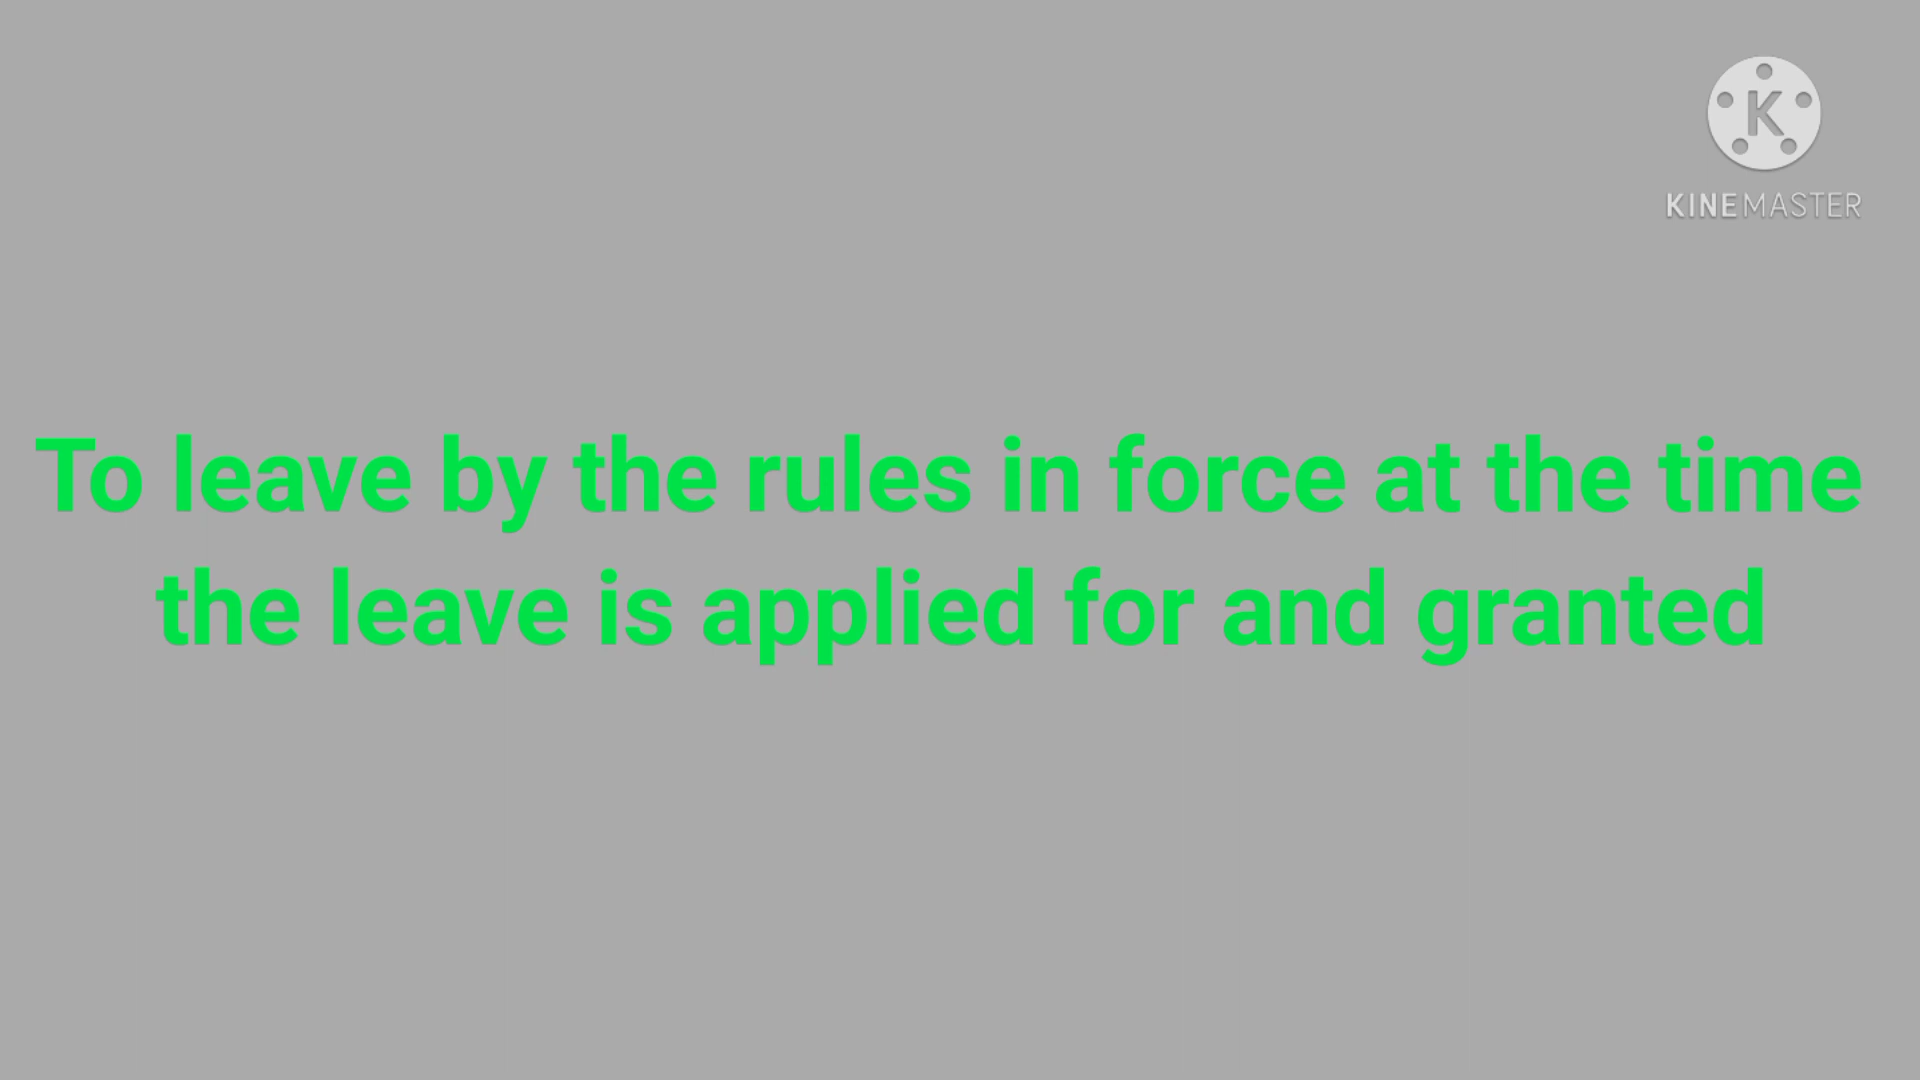 K
KINEMASTER
To leave by the rules in force at the time
the leave is applied for and granted